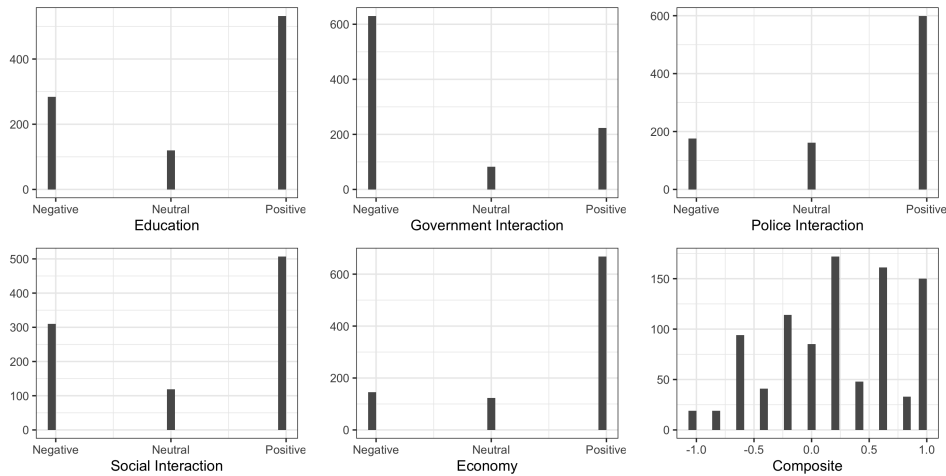 400
200
0
Negative Neutral Positive
Education
600
400
200
0
Negative Neutral Positive
Government Interaction
600
400
200
0
Negative Neutral Positive
Police Interaction
500
400
300
200
100
0
Negative Neutral Positive
Social Interaction
600
400
200
0
Negative Neutral Positive
Economy
150
100
50
0
-1.0 -0.5 0.0 0.5 1.0
Composite